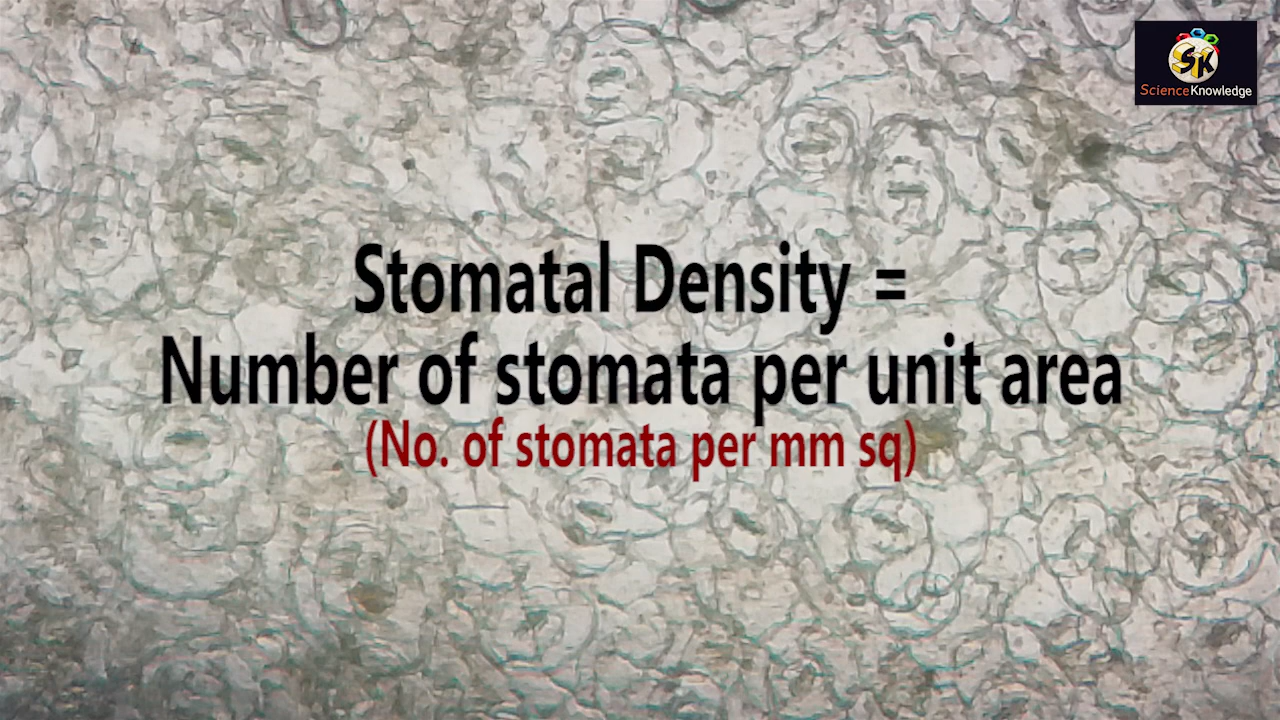 SK
ScienceKnowledge
Stomatal Density =
Number of stomata per unit area
(No. of stomata per mm sq)